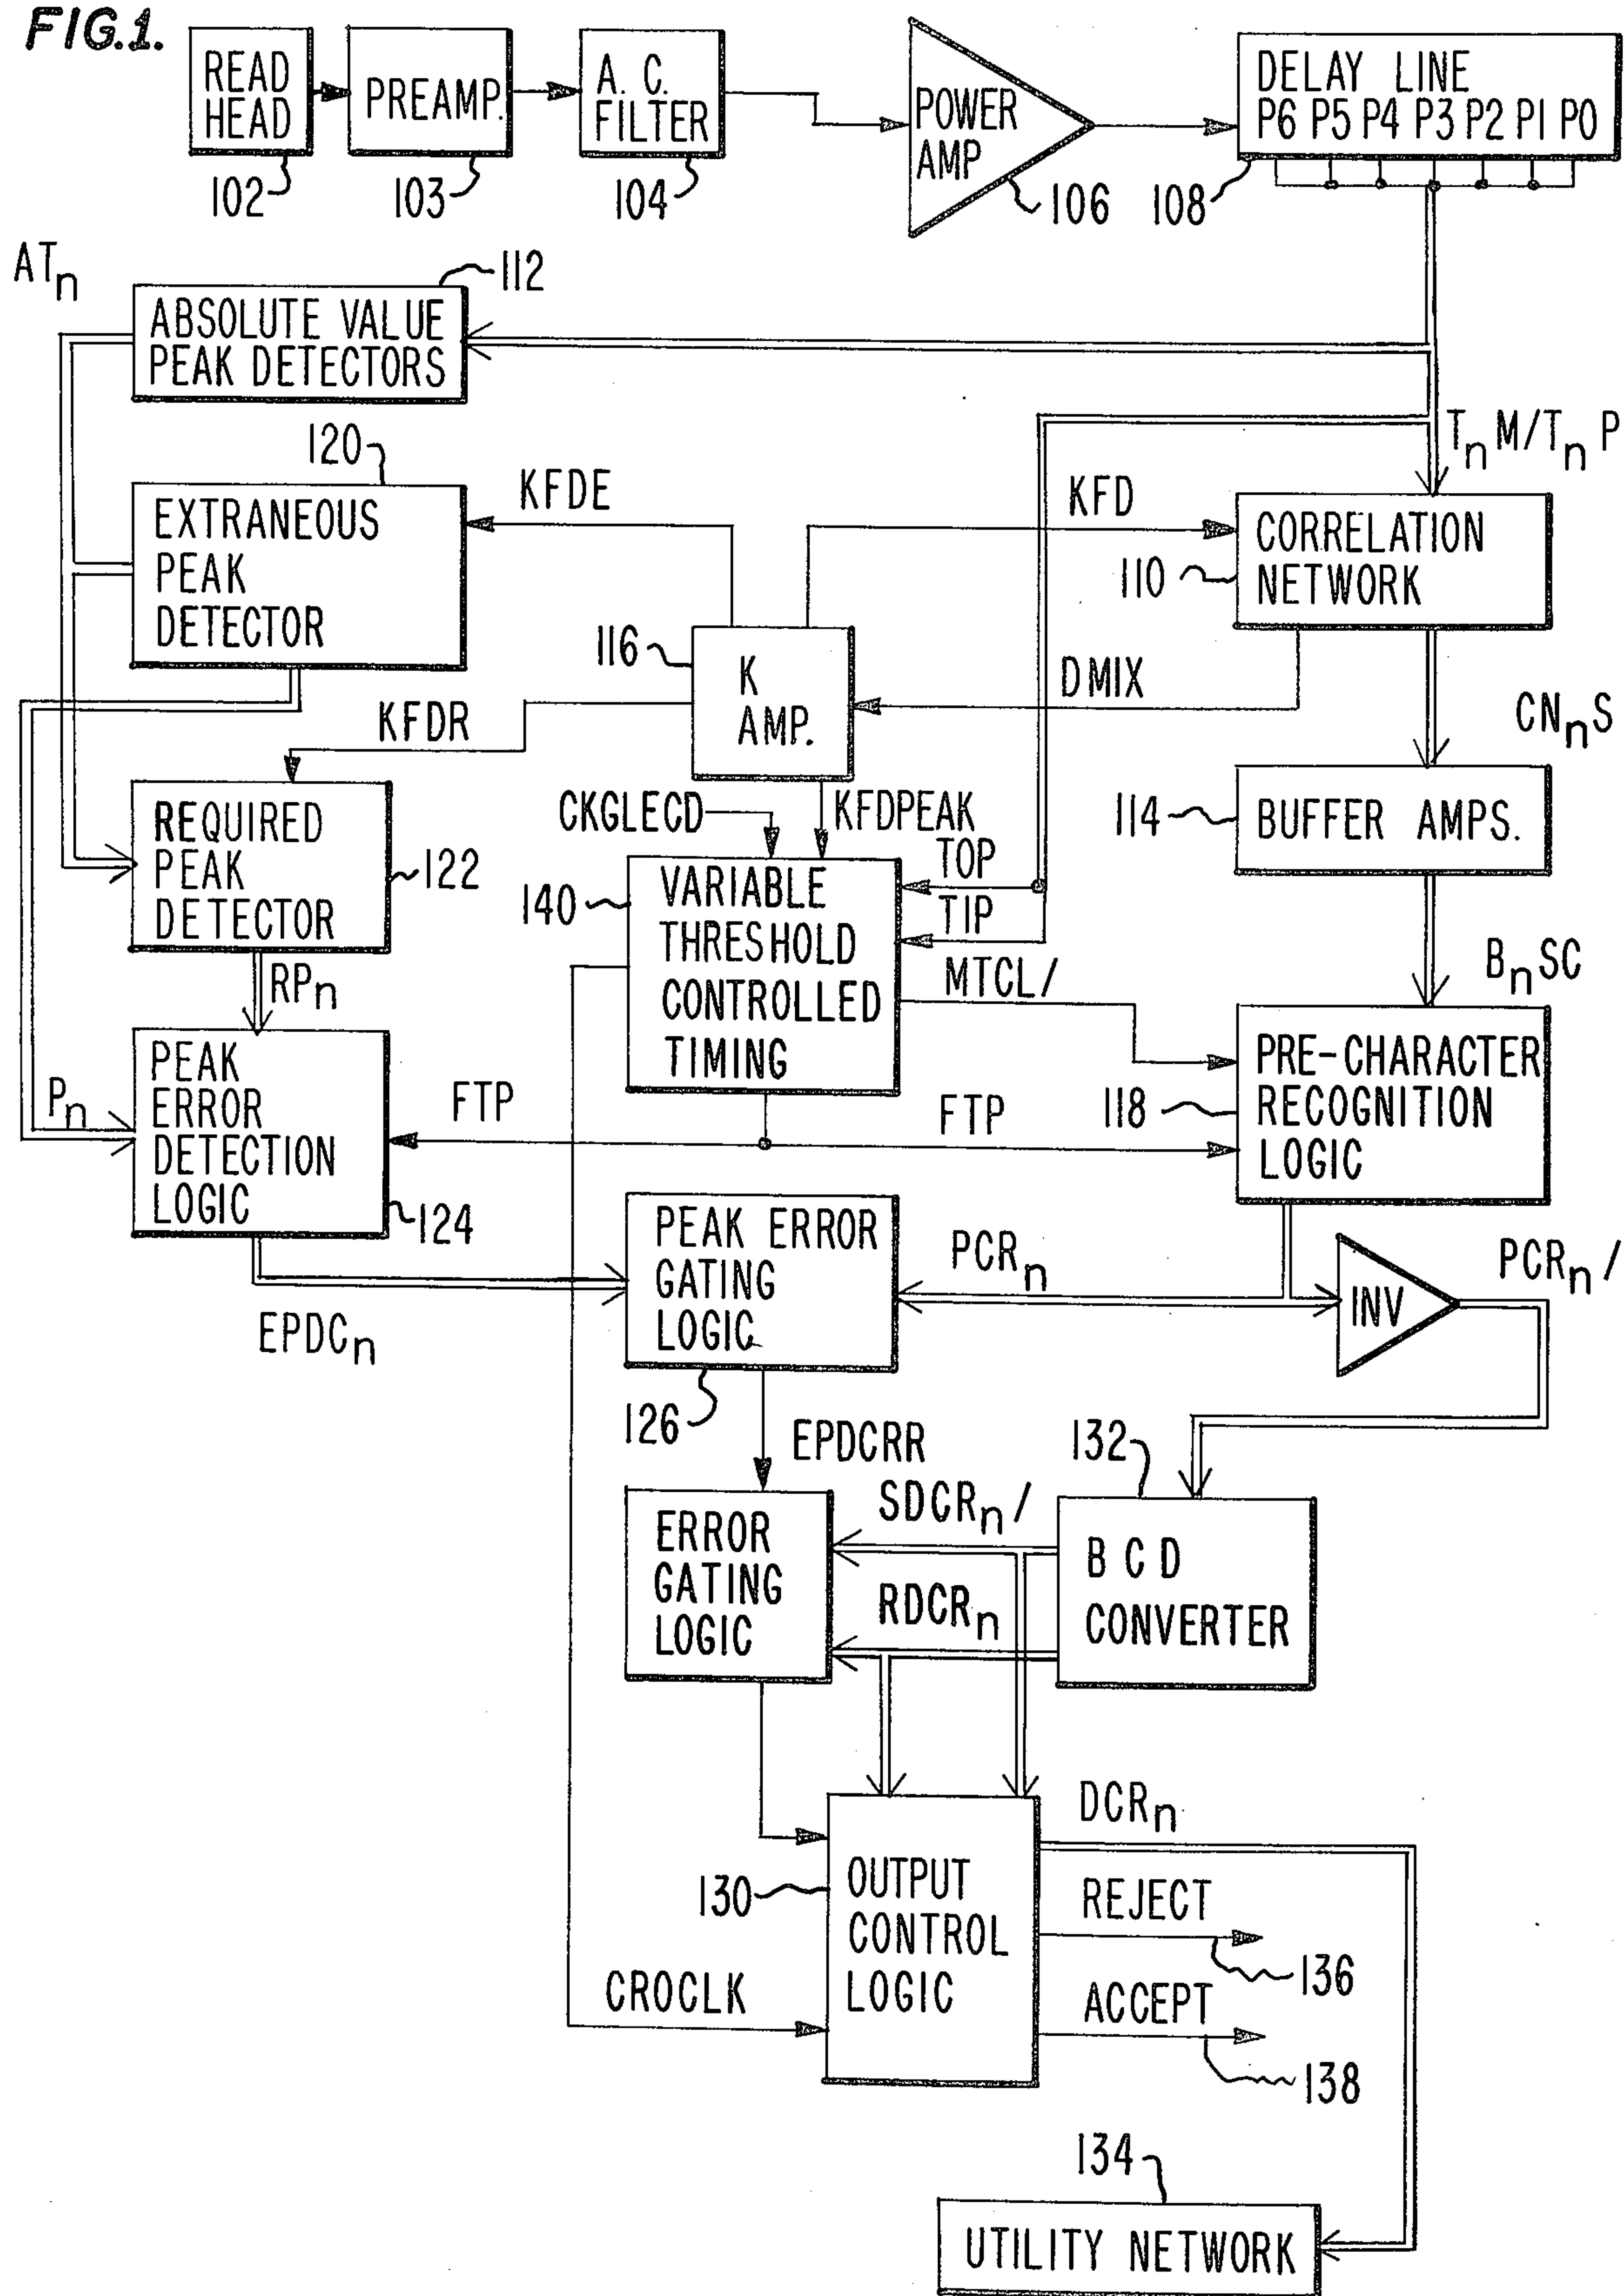 FIG.1.
READ
HEAD
102
PREAMP.
103
A. C.
FILTER
104
POWER
AMP
106
DELAY LINE
P6 P5 P4 P3 P2 P1 P0
108
ATn
112
ABSOLUTE VALUE
PEAK DETECTORS
TnM/TnP
120
EXTRANEOUS
PEAK
DETECTOR
KFDE
KFD
CORRELATION
NETWORK
110
116
K
AMP.
DMIX
KFDR
CNnS
REQUIRED
PEAK
DETECTOR
122
CKGLECD
KFDPEAK
114
BUFFER AMPS.
TOP
TIP
140
VARIABLE
THRESHOLD
CONTROLLED
TIMING
MTCL/
BnSC
RPn
PEAK
ERROR
DETECTION
LOGIC
124
Pn
FTP
FTP
118
PRE-CHARACTER
RECOGNITION
LOGIC
PEAK ERROR
GATING
LOGIC
126
PCRn
INV
PCRn/
EPDCn
EPDCRR
132
SDCRn/
ERROR
GATING
LOGIC
RDCRn
BCD
CONVERTER
DCRn
130
OUTPUT
CONTROL
LOGIC
REJECT
136
CROCLK
ACCEPT
138
134
UTILITY NETWORK